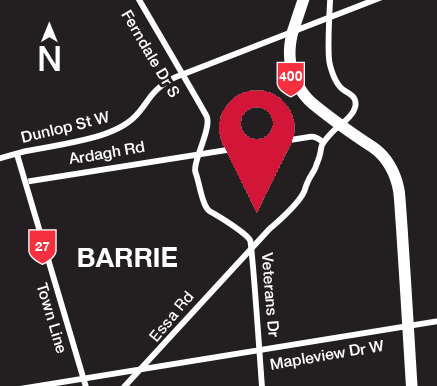 Ferndale Dr S
N
400
Dunlop St W
Ardagh Rd
27
BARRIE
Town Line
Essa Rd
Veterans Dr
Mapleview Dr W